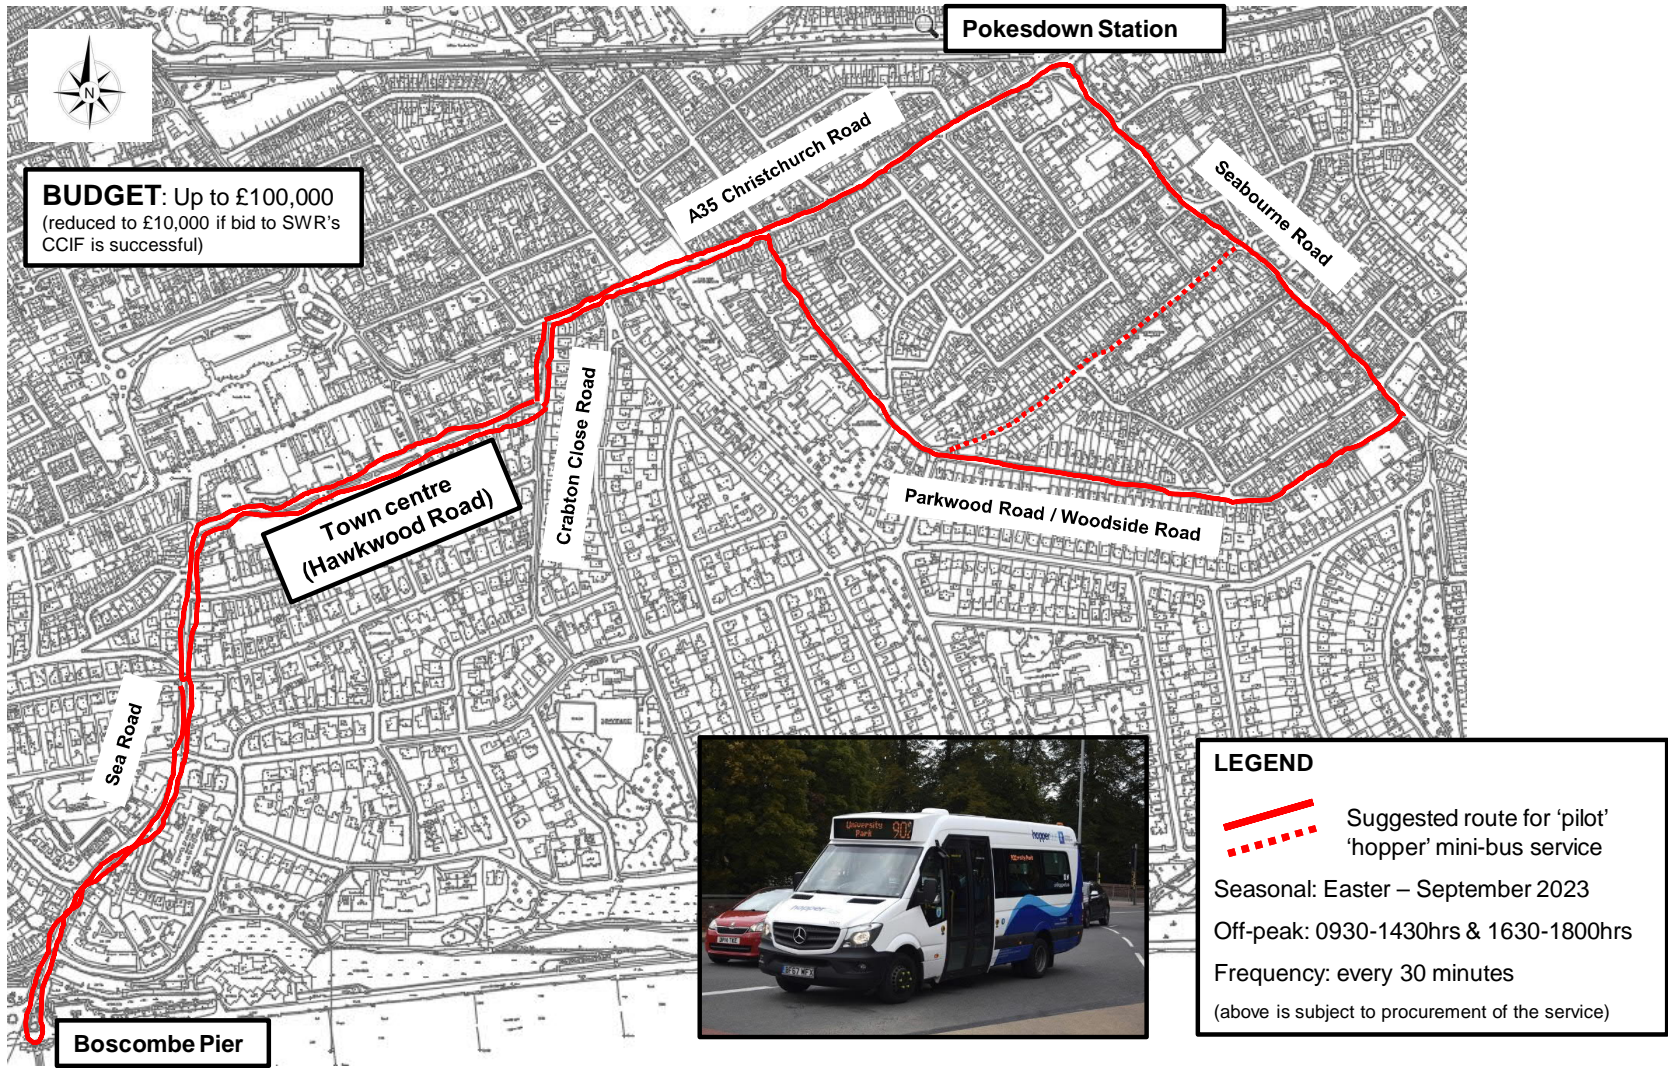 Pokesdown Station
N
BUDGET: Up to £100,000
(reduced to £10,000 if bid to SWR's
CCIF is successful)
A35 Christchurch Road
Seabourne Road
Crabton Close Road
Town centre
(Hawkwood Road)
Parkwood Road / Woodside Road
Sea Road
Boscombe Pier
University
Park
hopper
hopper
LEGEND
Suggested route for ‘pilot’
‘hopper’ mini-bus service
Seasonal: Easter – September 2023
Off-peak: 0930-1430hrs & 1630-1800hrs
Frequency: every 30 minutes
(above is subject to procurement of the service)